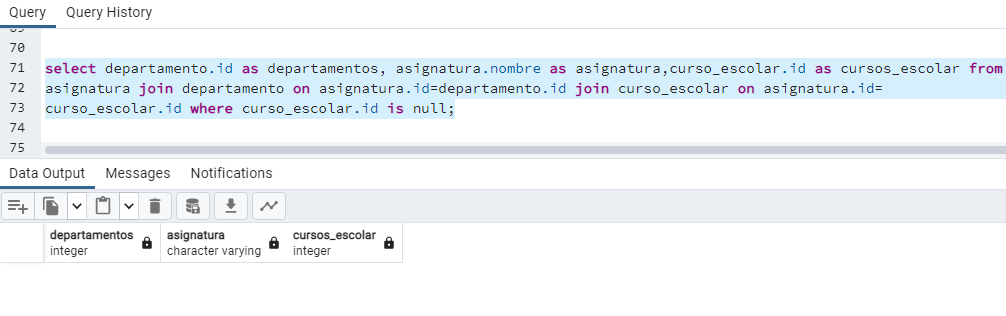 Query Query History
69
70
71 select departamento.id as departamentos, asignatura.nombre as asignatura,curso_escolar.id as cursos_escolar from
72 asignatura join departamento on asignatura.id=departamento.id join curso_escolar on asignatura.id=
73 curso_escolar.id where curso_escolar.id is null;
74
75
Data Output Messages Notifications
departamentos asignatura cursos_escolar
integer character varying integer